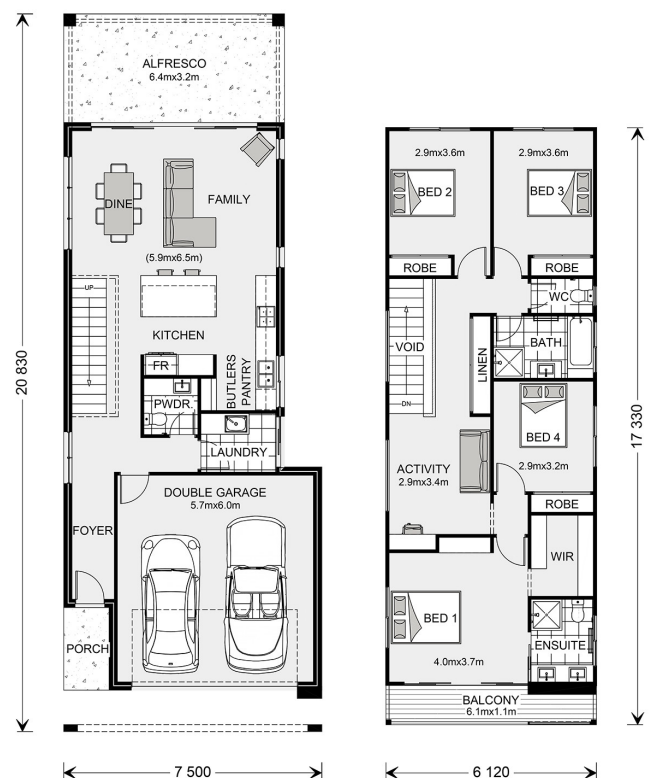 ALFRESCO
6.4mx3.2m
DINE
FAMILY
(5.9mx6.5m)
UP
KITCHEN
FR
BUTLERS
PANTRY
PWDR.
LAUNDRY
DOUBLE GARAGE
5.7mx6.0m
FOYER
PORCH
20 830
7 500
2.9mx3.6m
BED 2
2.9mx3.6m
BED 3
ROBE
ROBE
WC
VOID
LINEN
BATH
DN
BED 4
2.9mx3.2m
ACTIVITY
2.9mx3.4m
ROBE
WIR
BED 1
4.0mx3.7m
ENSUITE
BALCONY
6.1mx1.1m
17 330
6 120